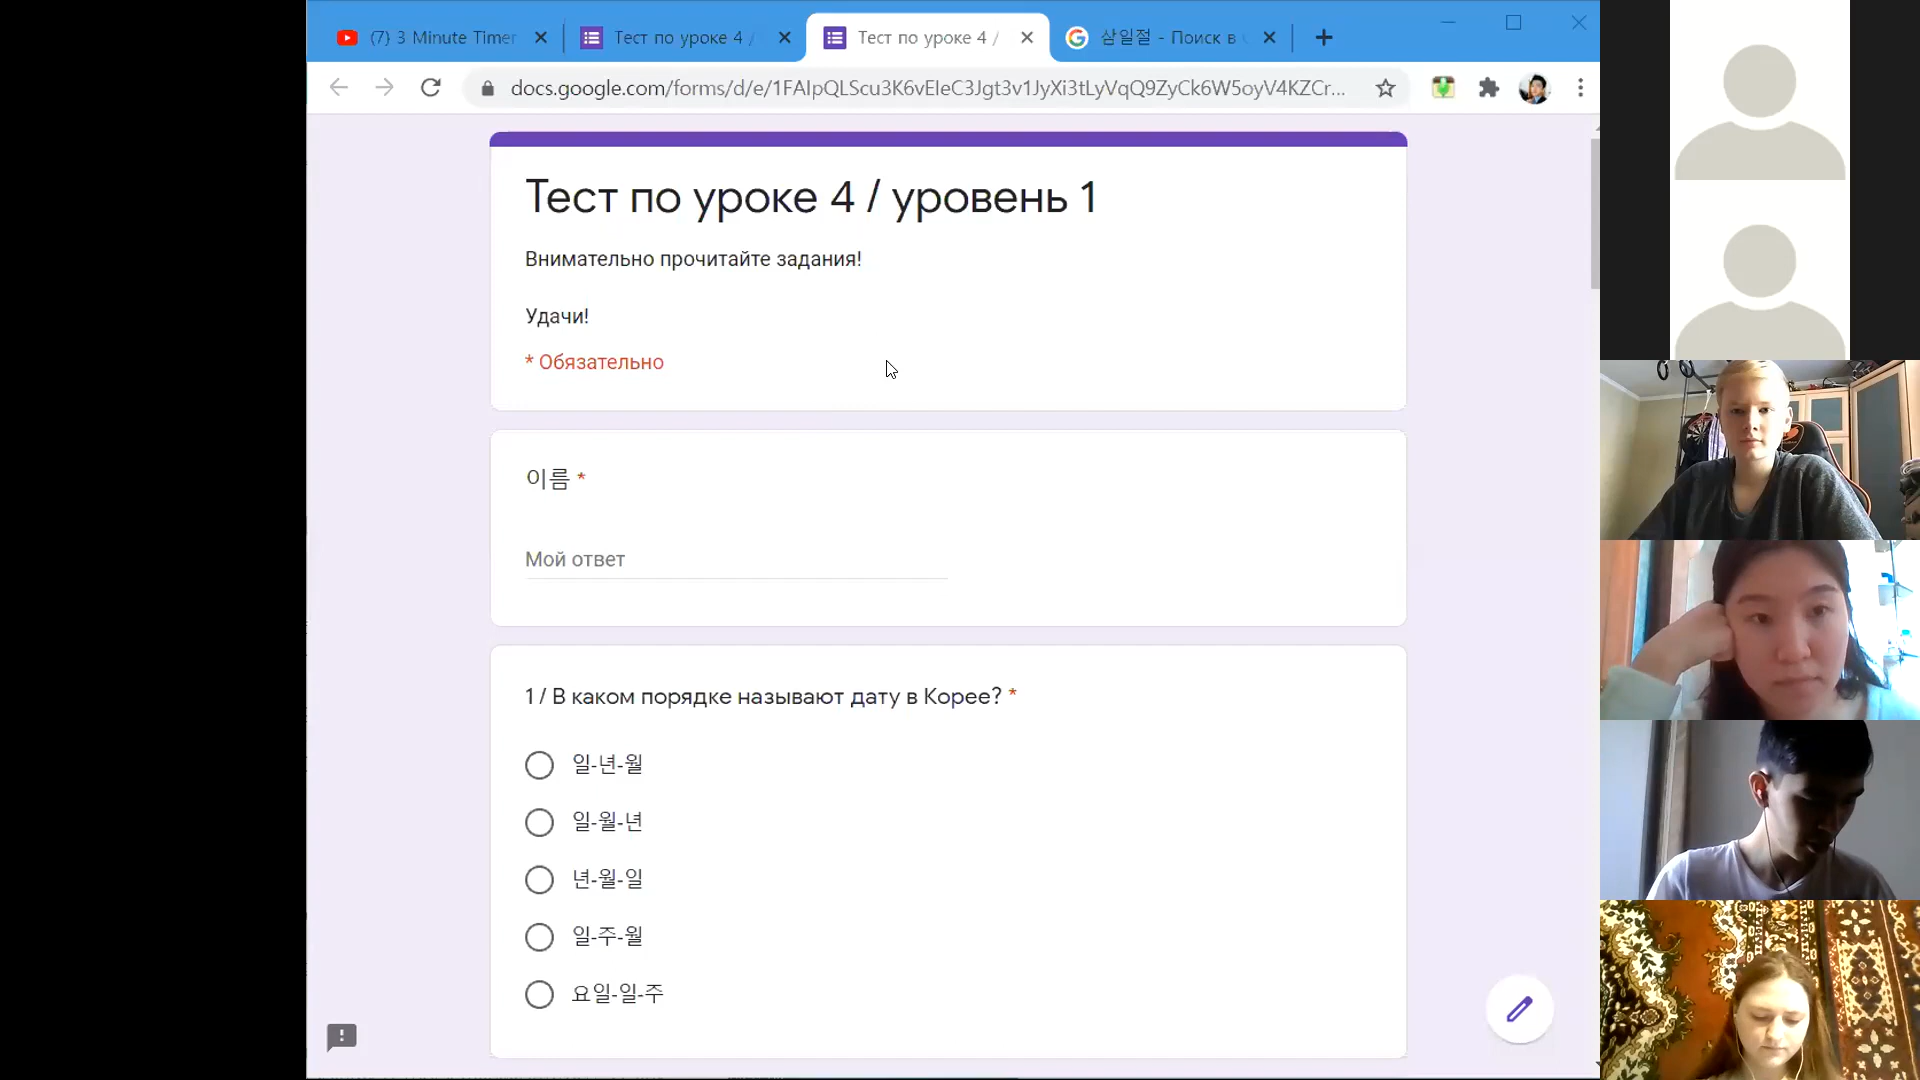 (7) 3 Minute Timer
Тест по уроке 4 /
Тест по уроке 4 /
삼일절 - Поиск в
docs.google.com/forms/d/e/1FAIpQLScu3K6vEIeC3Jgt3v1JyXi3tLyVqQ9ZyCk6W5oyV4KZCr...
Тест по уроке 4 / уровень 1
Внимательно прочитайте задания!
Удачи!
* Обязательно
이름 *
Мой ответ
1 / В каком порядке называют дату в Корее? *
일-년-월
일-월-년
년-월-일
일-주-월
요일-일-주